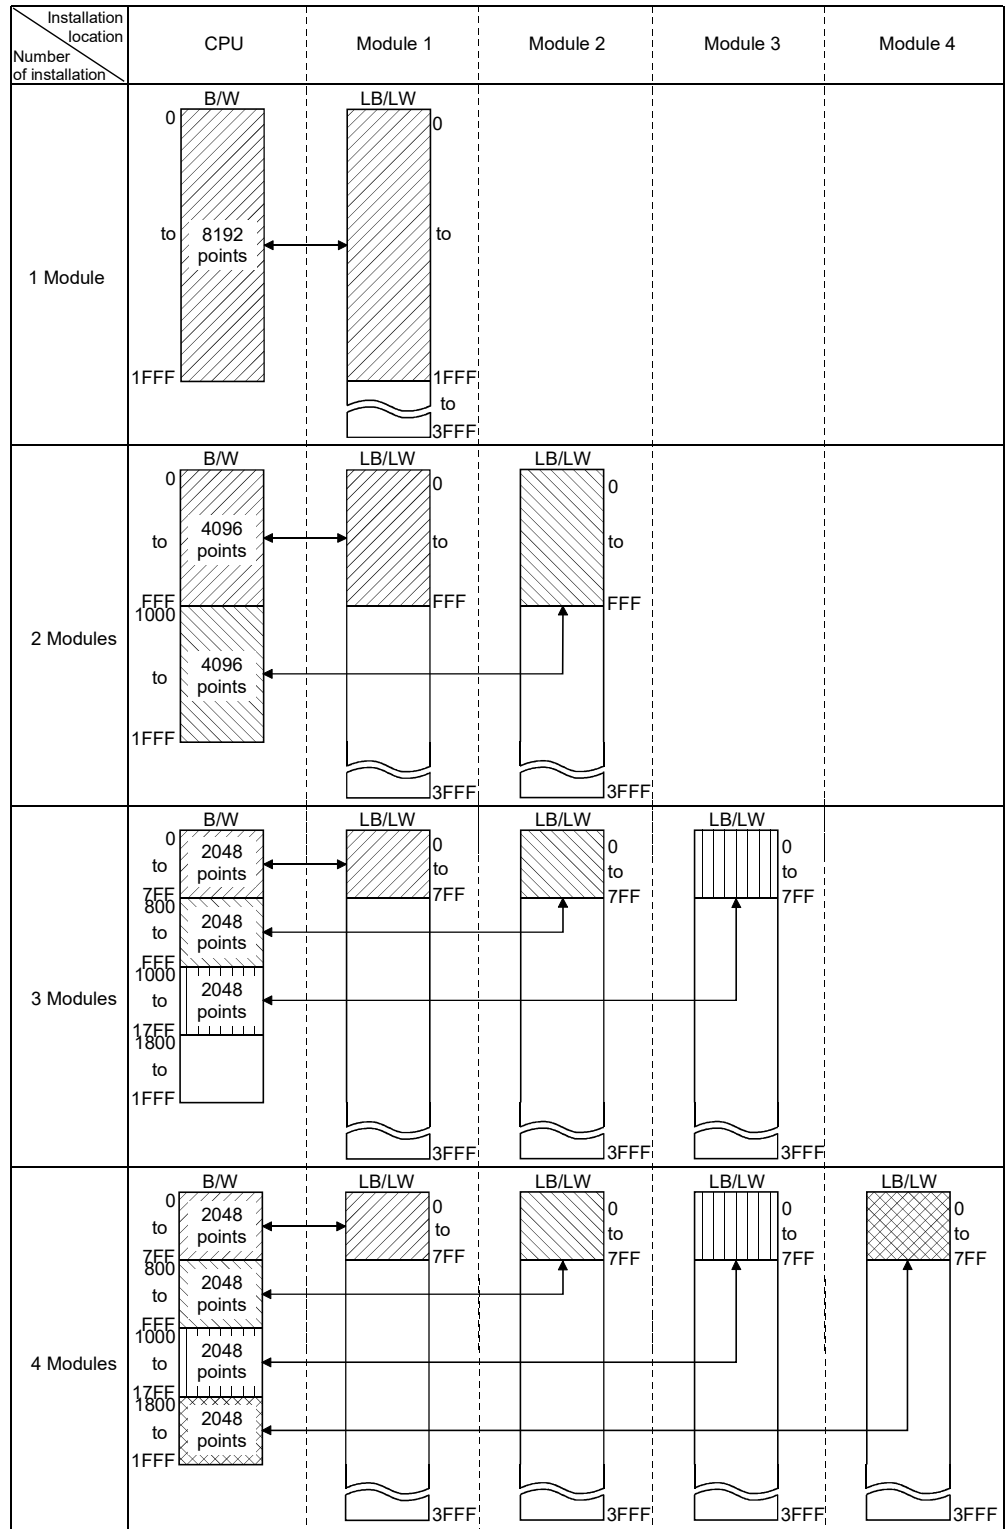 Installation
location
Number
of installation
CPU
Module 1
Module 2
Module 3
Module 4
1 Module
B/W
0
to
1FFF
8192
points
LB/LW
0
to
1FFF
to
3FFF
2 Modules
B/W
0
to
FFF
1000
to
1FFF
4096
points
4096
points
LB/LW
0
to
FFF
3FFF
LB/LW
0
to
FFF
3FFF
3 Modules
B/W
0
to
7FF
800
to
FFF
1000
to
17FF
1800
to
1FFF
2048
points
2048
points
2048
points
LB/LW
0
to
7FF
3FFF
LB/LW
0
to
7FF
3FFF
LB/LW
0
to
7FF
3FFF
4 Modules
B/W
0
to
7FF
800
to
FFF
1000
to
17FF
1800
to
1FFF
2048
points
2048
points
2048
points
2048
points
LB/LW
0
to
7FF
3FFF
LB/LW
0
to
7FF
3FFF
LB/LW
0
to
7FF
3FFF
LB/LW
0
to
7FF
3FFF